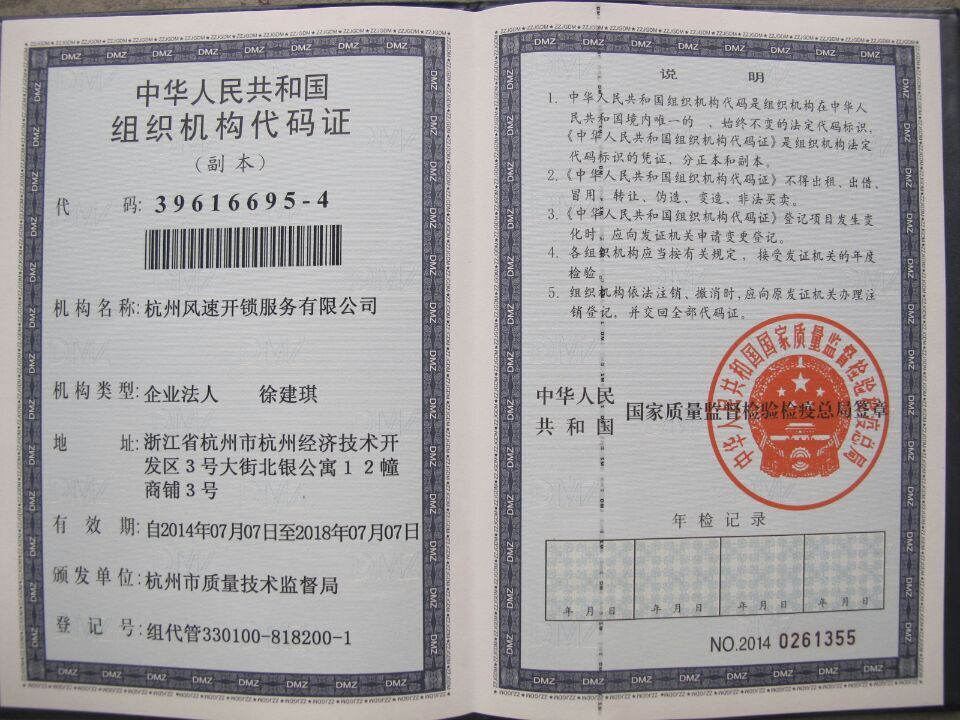 中华人民共和国
组织机构代码证
（副本）
代 码: 39616695-4
机构名称: 杭州风速开锁服务有限公司
机构类型: 企业法人 徐建琪
地 址: 浙江省杭州市杭州经济技术开
发区３号大街北银公寓１２幢
商铺３号
有 效 期: 自2014年07月07日至2018年07月07日
颁发单位: 杭州市质量技术监督局
登 记 号: 组代管330100-818200-1
说 明
1. 中华人民共和国组织机构代码是组织机构在中华人
民共和国境内唯一的 、始终不变的法定代码标识，
《中华人民共和国组织机构代码证》是组织机构法定
代码标识的凭证，分正本和副本。
2.《中华人民共和国组织机构代码证》不得出租、出借、
冒用、转让、伪造、变造、非法买卖。
3.《中华人民共和国组织机构代码证》登记项目发生变
化时，应向发证机关申请变更登记。
4. 各组织机构应当按有关规定，接受发证机关的年度
检验。
5. 组织机构依法注销、撤消时，应向原发证机关办理注
销登记，并交回全部代码证。
中华人民
共和国 国家质量监督检验检疫总局签章
中华人民共和国国家质量监督检验检疫总局
年检记录
年 月 日 年 月 日 年 月 日 年 月 日
NO.2014 0261355